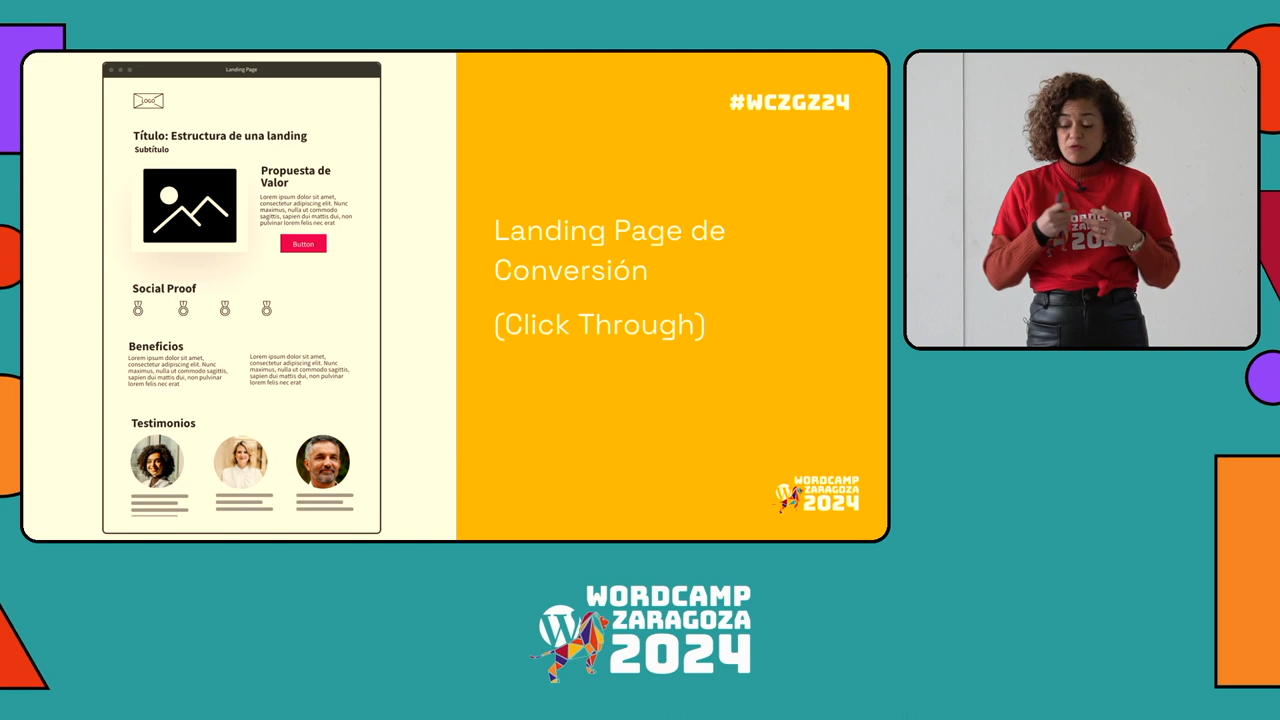 Landing Page
LOGO
Título: Estructura de una landing
Subtítulo
Propuesta de
Valor
Lorem ipsum dolor sit amet,
consectetur adipiscing elit. Nunc
maximus, nulla ut commodo
sagittis, sapien dui mattis dui, non
pulvinar lorem felis nec erat
Button
Social Proof
Beneficios
Lorem ipsum dolor sit amet,
consectetur adipiscing elit. Nunc
maximus, nulla ut commodo sagittis,
sapien dui mattis dui, non pulvinar
lorem felis nec erat
Lorem ipsum dolor sit amet,
consectetur adipiscing elit. Nunc
maximus, nulla ut commodo sagittis,
sapien dui mattis dui, non pulvinar
lorem felis nec erat
Testimonios
#WCZGZ24
Landing Page de
Conversión
(Click Through)
WORDCAMP
ZARAGOZA
2024
WORDCAMP
2024
WORDCAMP
ZARAGOZA
2024